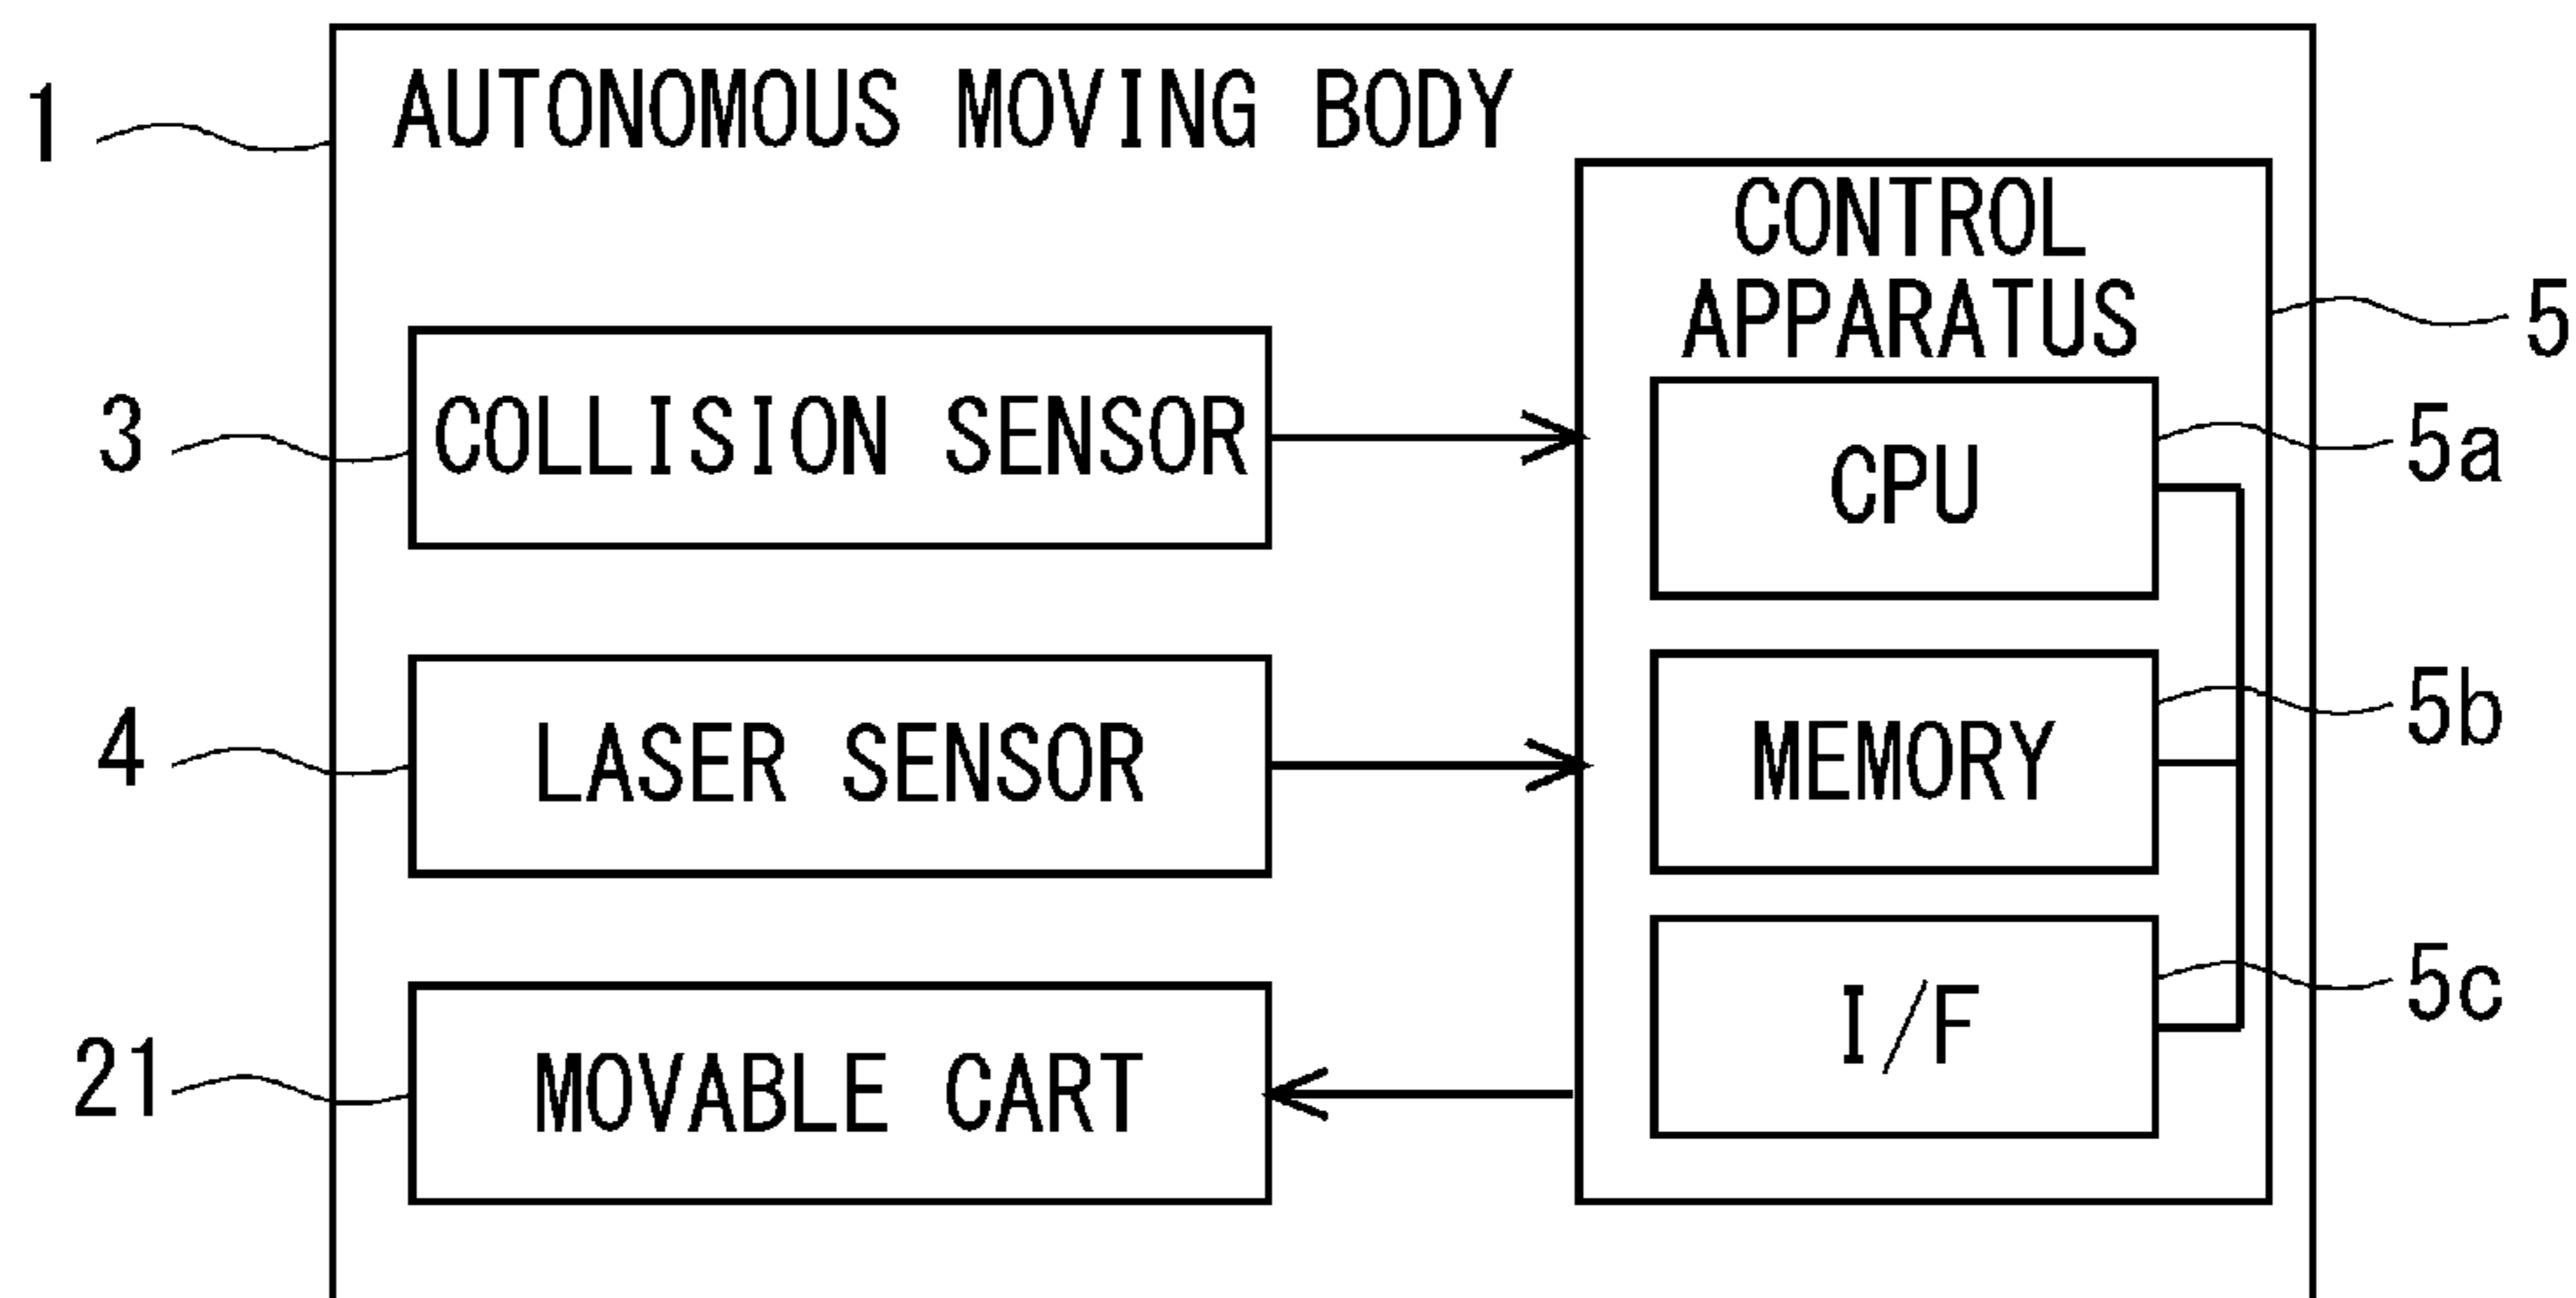 1
AUTONOMOUS MOVING BODY
CONTROL
APPARATUS
5
3
COLLISION SENSOR
CPU
5a
4
LASER SENSOR
MEMORY
5b
21
MOVABLE CART
I/F
5c